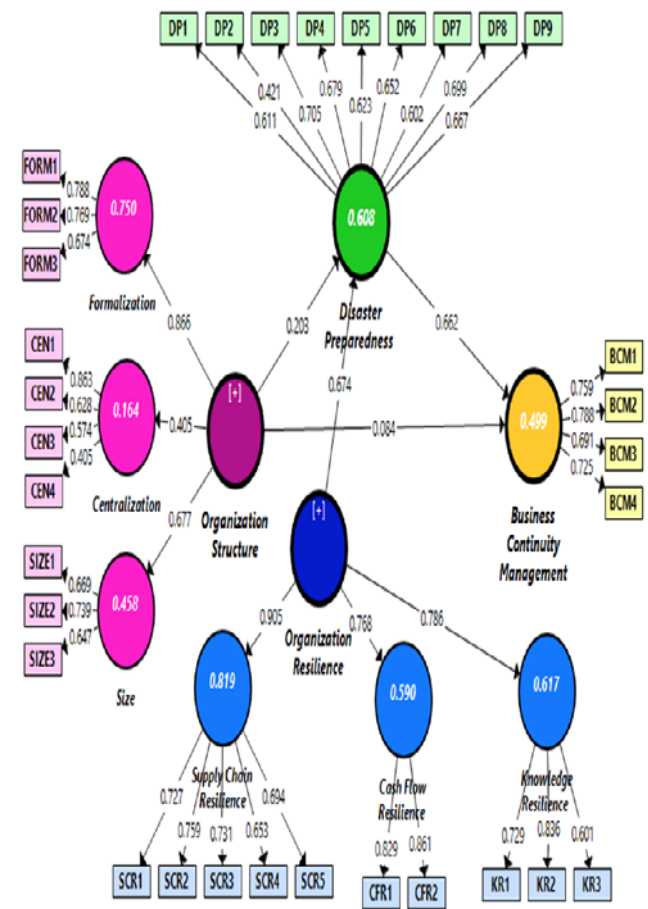 DP1 DP2 DP3 DP4 DP5 DP6 DP7 DP8 DP9
0.611 0.421 0.705 0.679 0.623 0.652 0.602 0.699 0.667
FORM1
FORM2
FORM3
0.788
0.769
0.674
0.750
Formalization
0.866
0.608
Disaster
Preparedness
0.203
0.662
0.674
CEN1
CEN2
CEN3
CEN4
0.863
0.628
0.574
0.405
0.164
Centralization
0.405
[+]
Organization
Structure
0.084
0.499
Business
Continuity
Management
0.759
0.788
0.691
0.725
BCM1
BCM2
BCM3
BCM4
0.677
SIZE1
SIZE2
SIZE3
0.669
0.739
0.647
0.458
Size
[+]
Organization
Resilience
0.905
0.768
0.786
0.819
Supply Chain
Resilience
0.590
Cash Flow
Resilience
0.617
Knowledge
Resilience
0.727 0.759 0.731 0.653 0.694
SCR1 SCR2 SCR3 SCR4 SCR5
0.829 0.861
CFR1 CFR2
0.729 0.836 0.601
KR1 KR2 KR3